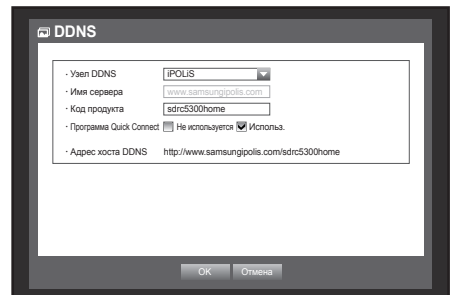 DDNS
· Узел DDNS iPOLiS
· Имя сервера www.samsungipolis.com
· Код продукта sdrc5300home
· Программа Quick Connect Не используется Использ.
· Адрес хоста DDNS http://www.samsungipolis.com/sdrc5300home
OK Отмена